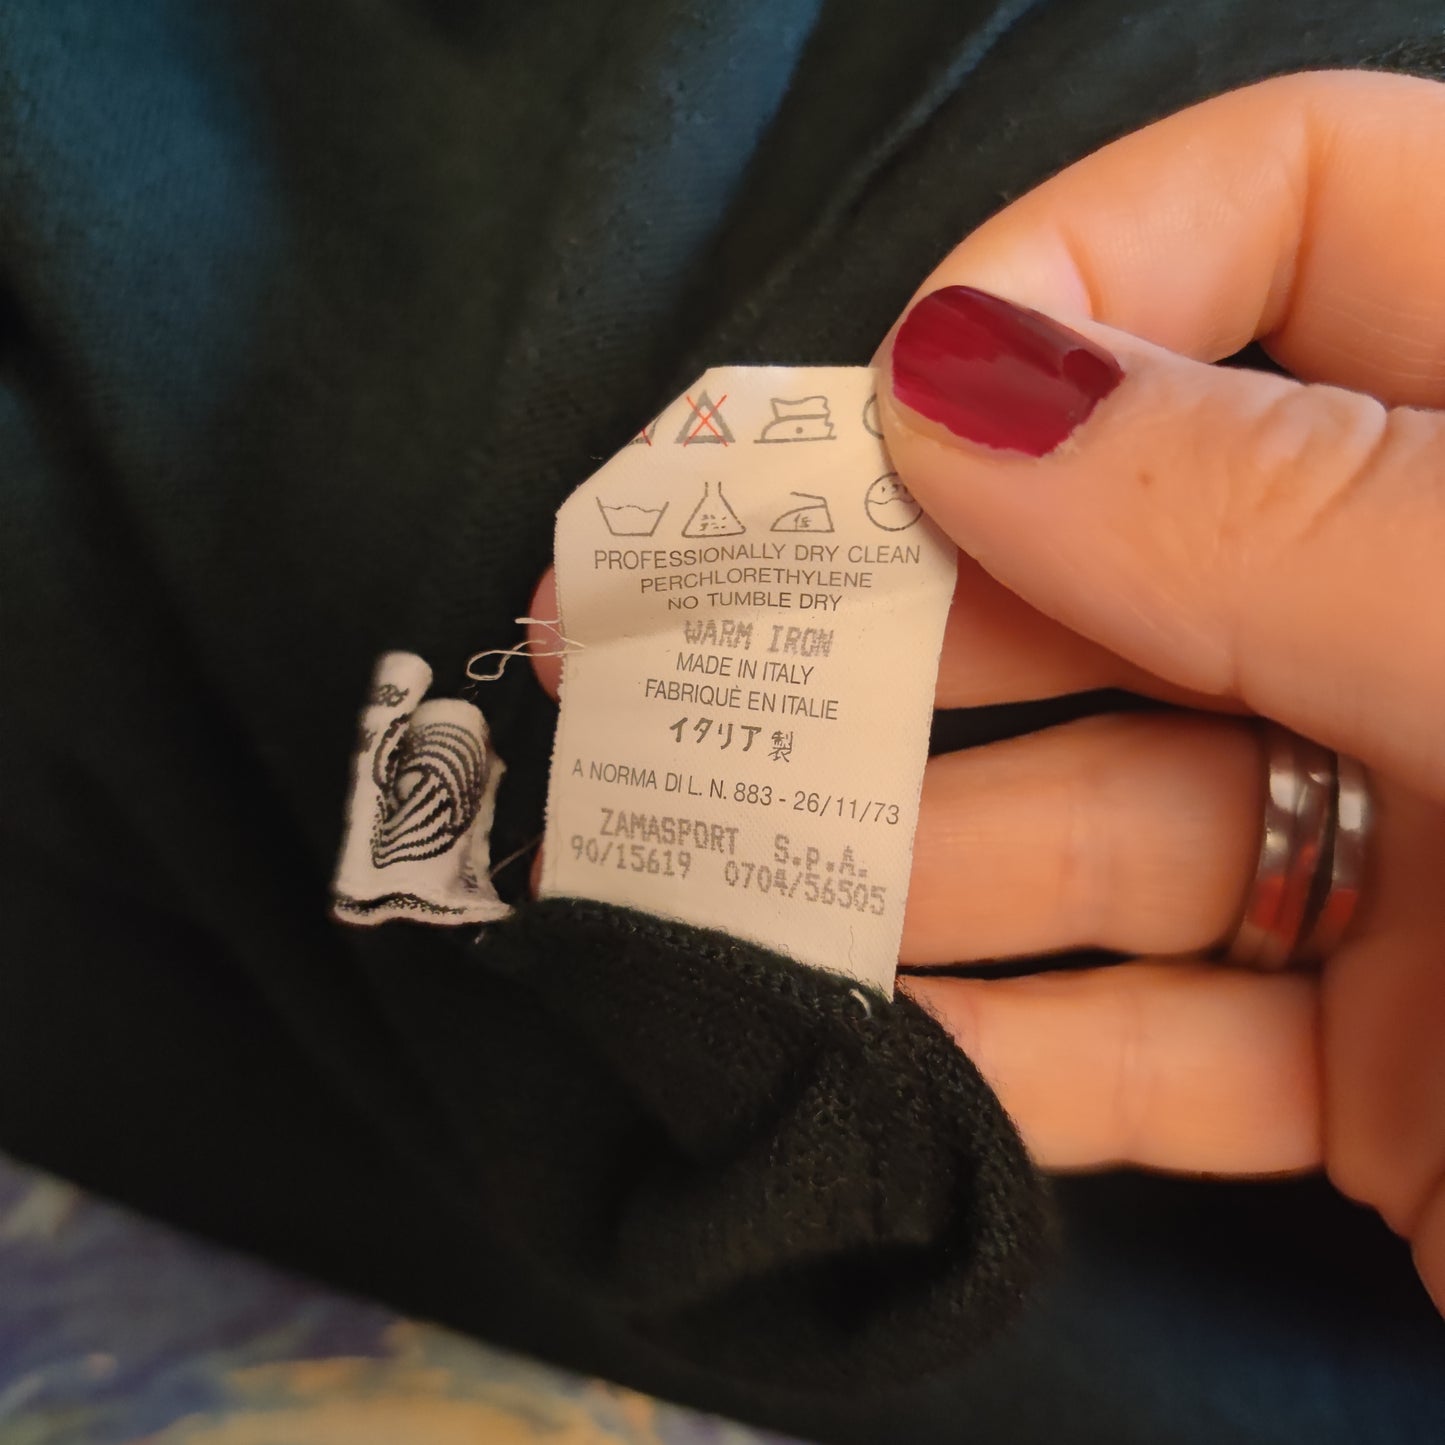 PROFESSIONALLY DRY CLEAN
PERCHLORETHYLENE
NO TUMBLE DRY
WARM IRON
MADE IN ITALY
FABRIQUÈ EN ITALIE
イタリア製
A NORMA DI L. N. 883 - 26/11/73
ZAMASPORT S.P.A.
90/15619 0704/56505